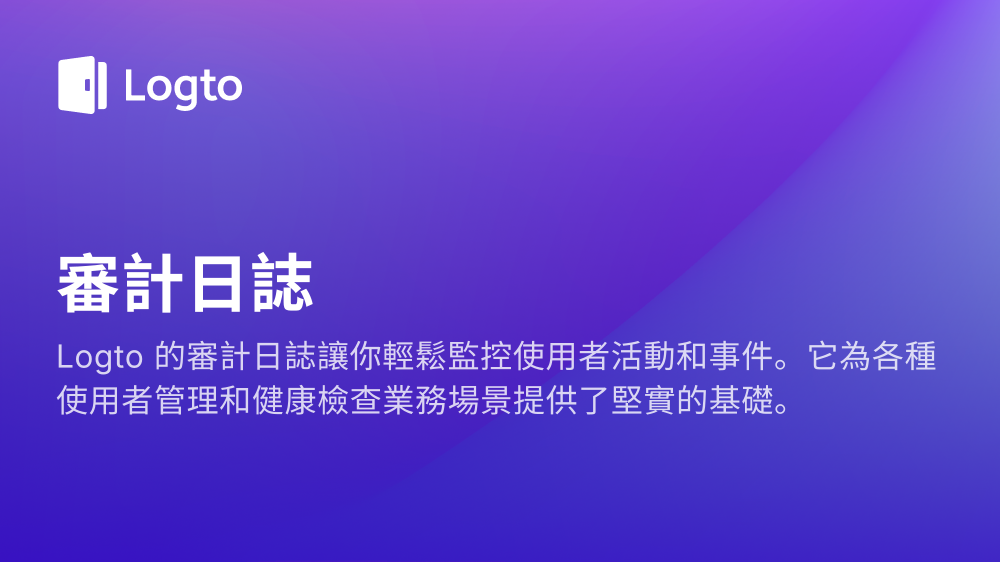 Logto
審計日誌
Logto 的審計日誌讓你輕鬆監控使用者活動和事件。它為各種
使用者管理和健康檢查業務場景提供了堅實的基礎。